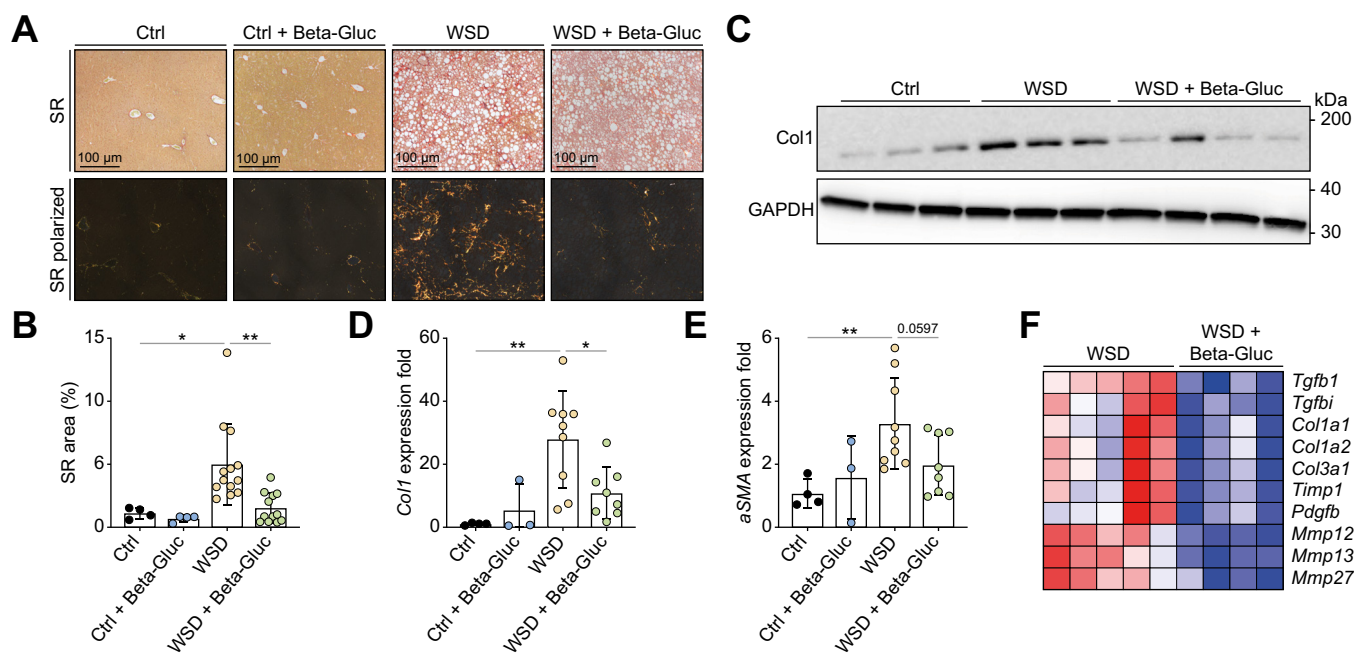 A
Ctrl
Ctrl + Beta-Gluc
WSD
WSD + Beta-Gluc
SR
100 µm
100 µm
100 µm
100 µm
SR polarized
B
SR area (%)
15
6
0
*
**
Ctrl
Ctrl + Beta-Gluc
WSD
WSD + Beta-Gluc
C
Ctrl
WSD
WSD + Beta-Gluc
kDa
Col1
200
GAPDH
40
30
D
Col1 expression fold
60
40
20
0
**
*
Ctrl
Ctrl + Beta-Gluc
WSD
WSD + Beta-Gluc
E
aSMA expression fold
6
4
2
0
**
0.0597
Ctrl
Ctrl + Beta-Gluc
WSD
WSD + Beta-Gluc
F
WSD
WSD +
Beta-Gluc
Tgfb1
Tgfbi
Col1a1
Col1a2
Col3a1
Timp1
Pdgfb
Mmp12
Mmp13
Mmp27